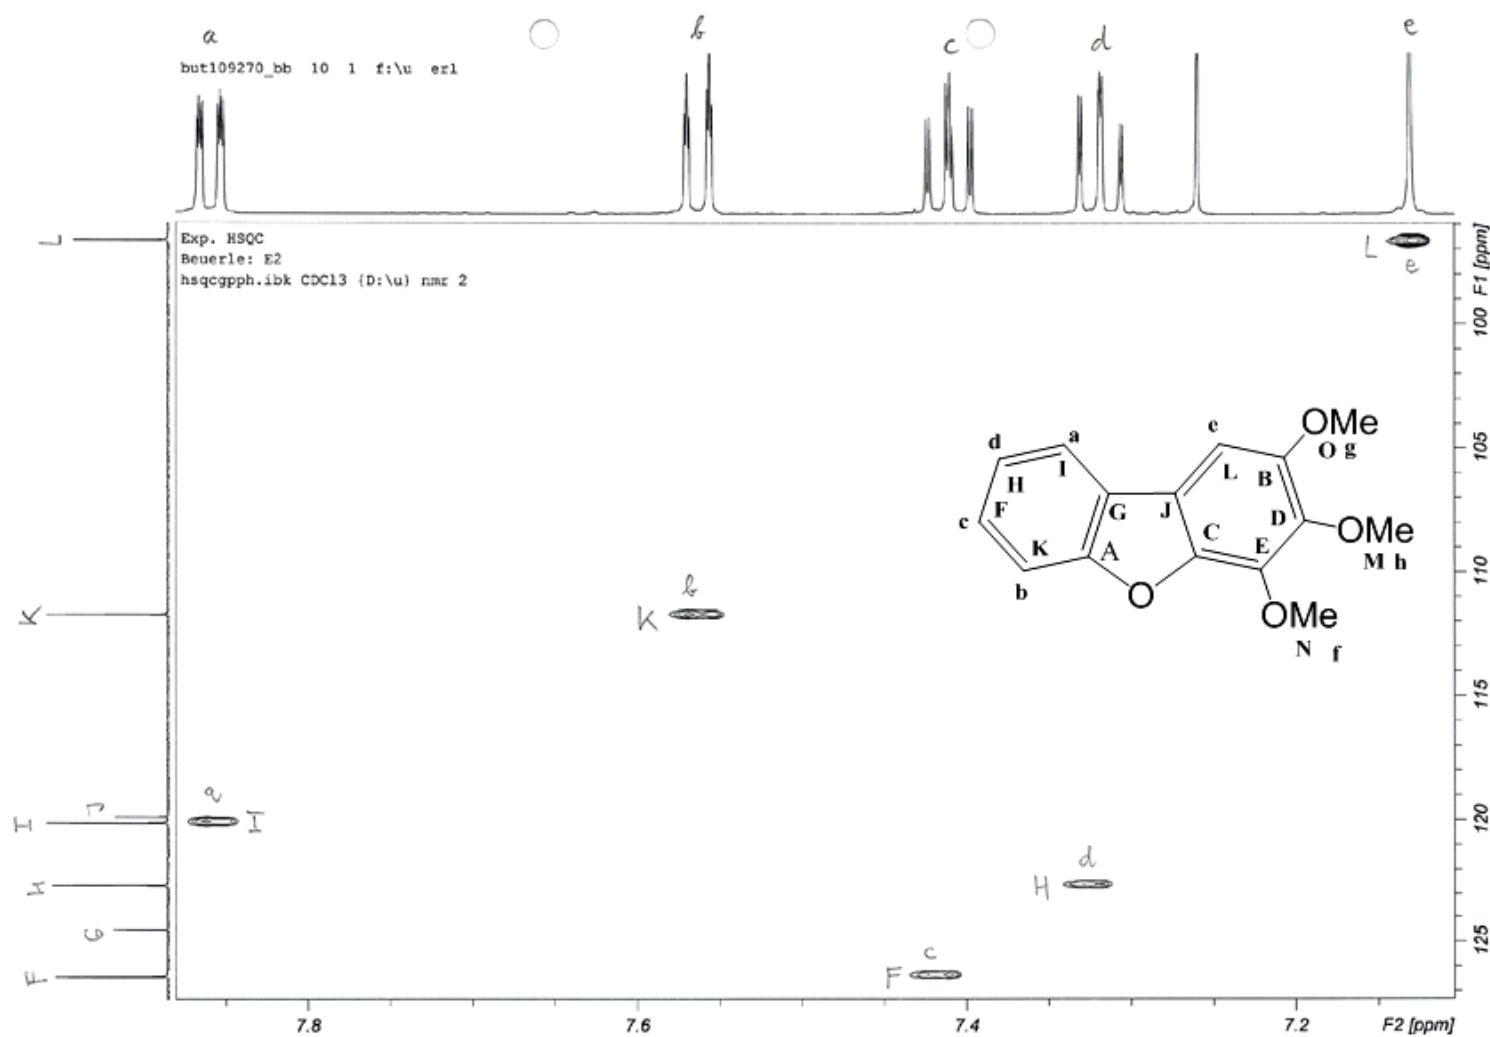 a b c d e
but109270_bb 10 1 f:\u erl
Exp. HSQC
Beuerle: E2
hsqcgpph.ibk CDCl3 {D:\u} nmr 2
L
L
e
F1 [ppm]
100
105
110
115
120
125
e OMe
d a O g
I L B
H
c F G J D OMe
K A C E M h
b O OMe
N f
K
b
K
J
I
a
I
H
d
H
G
F
c
F
7.8 7.6 7.4 7.2 F2 [ppm]